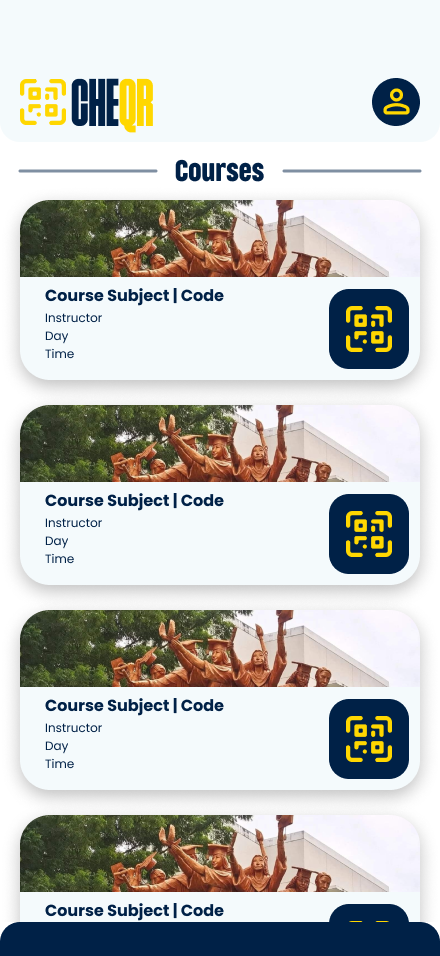 CHEQR
Courses
Course Subject | Code
Instructor
Day
Time
Course Subject | Code
Instructor
Day
Time
Course Subject | Code
Instructor
Day
Time
Course Subject | Code